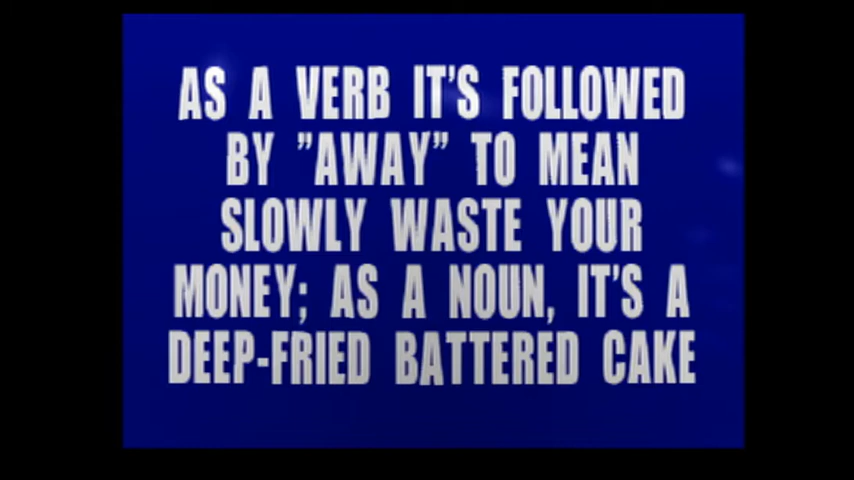 AS A VERB IT'S FOLLOWED
BY "AWAY" TO MEAN
SLOWLY WASTE YOUR
MONEY; AS A NOUN, IT'S A
DEEP-FRIED BATTERED CAKE